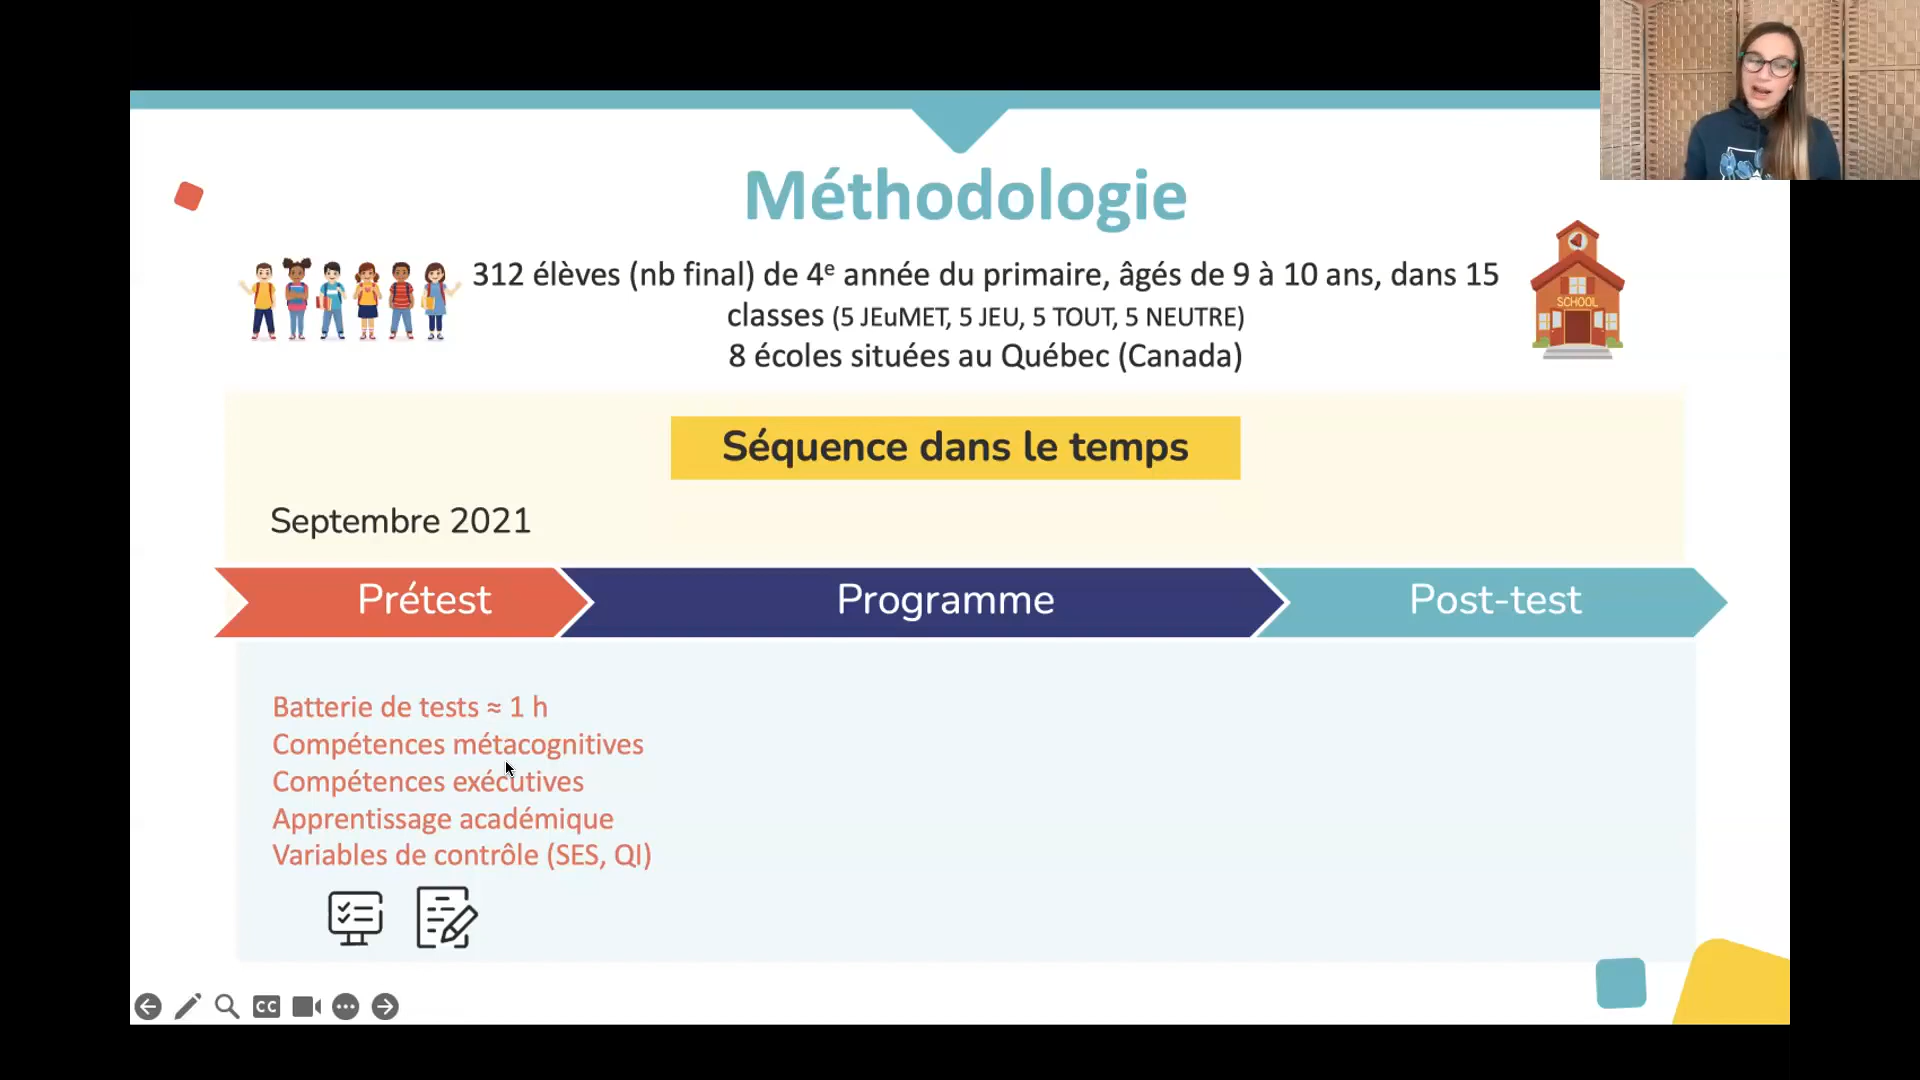 Méthodologie
312 élèves (nb final) de 4e année du primaire, âgés de 9 à 10 ans, dans 15
classes (5 JEuMET, 5 JEU, 5 TOUT, 5 NEUTRE)
8 écoles situées au Québec (Canada)
SCHOOL
Séquence dans le temps
Septembre 2021
Prétest
Programme
Post-test
Batterie de tests ≈ 1 h
Compétences métacognitives
Compétences exécutives
Apprentissage académique
Variables de contrôle (SES, QI)
CC